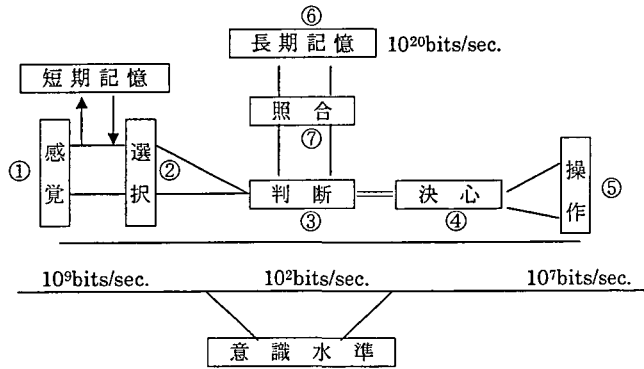 ⑥
長期記憶 10²⁰bits/sec.
短期記憶
照合
⑦
① 感覚
選択 ②
判断
③
決心
④
操作 ⑤
10⁹bits/sec. 10²bits/sec. 10⁷bits/sec.
意識水準